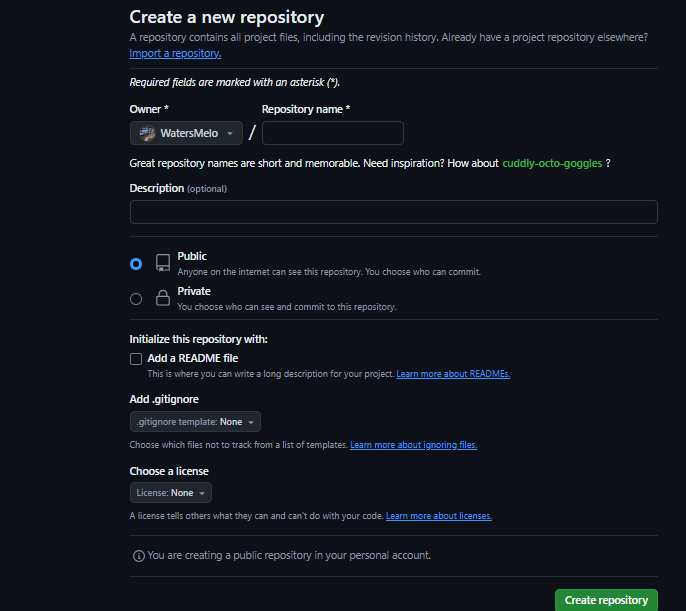 Create a new repository
A repository contains all project files, including the revision history. Already have a project repository elsewhere?
Import a repository.
Required fields are marked with an asterisk (*).
Owner * Repository name *
WatersMelo /
Great repository names are short and memorable. Need inspiration? How about cuddly-octo-goggles ?
Description (optional)
Public
Anyone on the internet can see this repository. You choose who can commit.
Private
You choose who can see and commit to this repository.
Initialize this repository with:
Add a README file
This is where you can write a long description for your project. Learn more about READMEs.
Add .gitignore
.gitignore template: None
Choose which files not to track from a list of templates. Learn more about ignoring files.
Choose a license
License: None
A license tells others what they can and can't do with your code. Learn more about licenses.
You are creating a public repository in your personal account.
Create repository